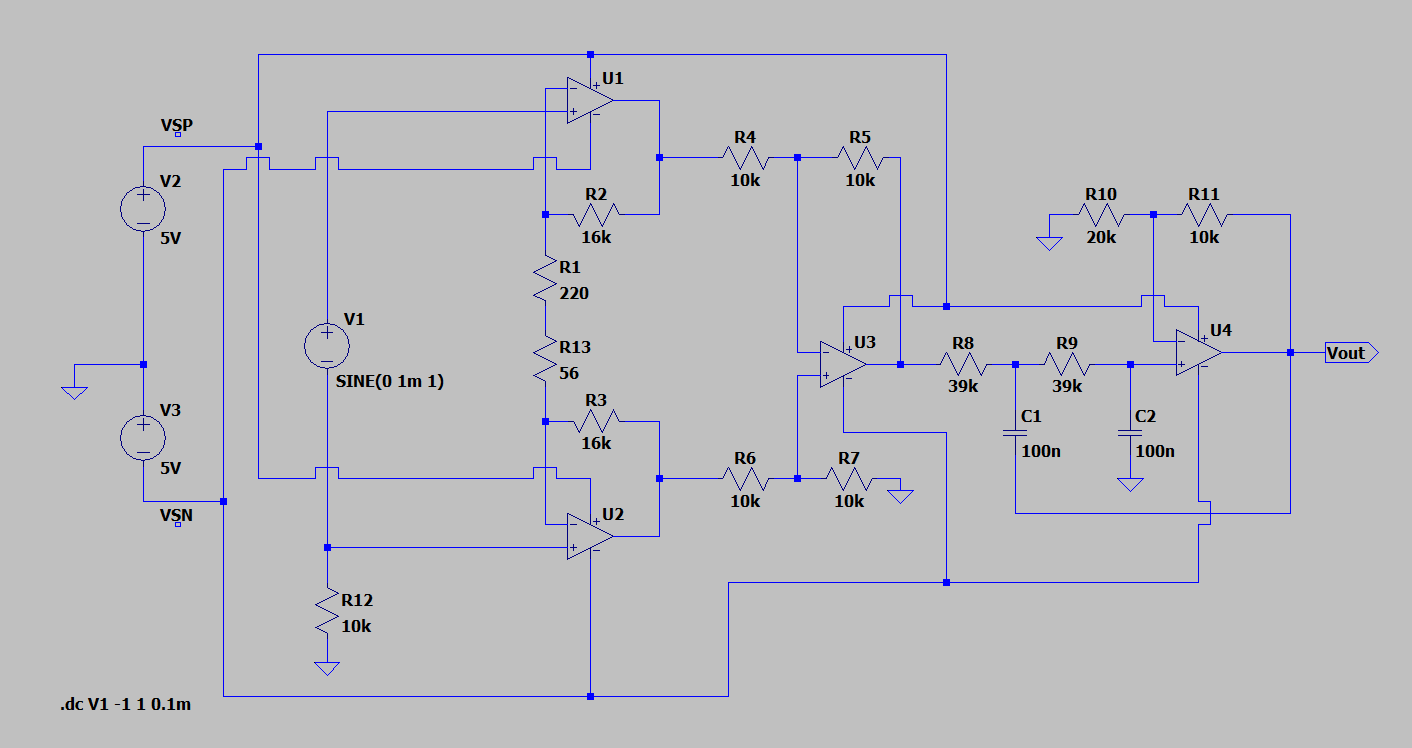 U1
VSP
R4
R5
V2
10k
10k
R2
R10
R11
5V
16k
20k
10k
R1
220
V1
R13
56
U3
R8
R9
U4
Vout
SINE(0 1m 1)
39k
39k
V3
R3
C1
C2
16k
100n
100n
5V
R6
R7
10k
10k
VSN
U2
R12
10k
.dc V1 -1 1 0.1m